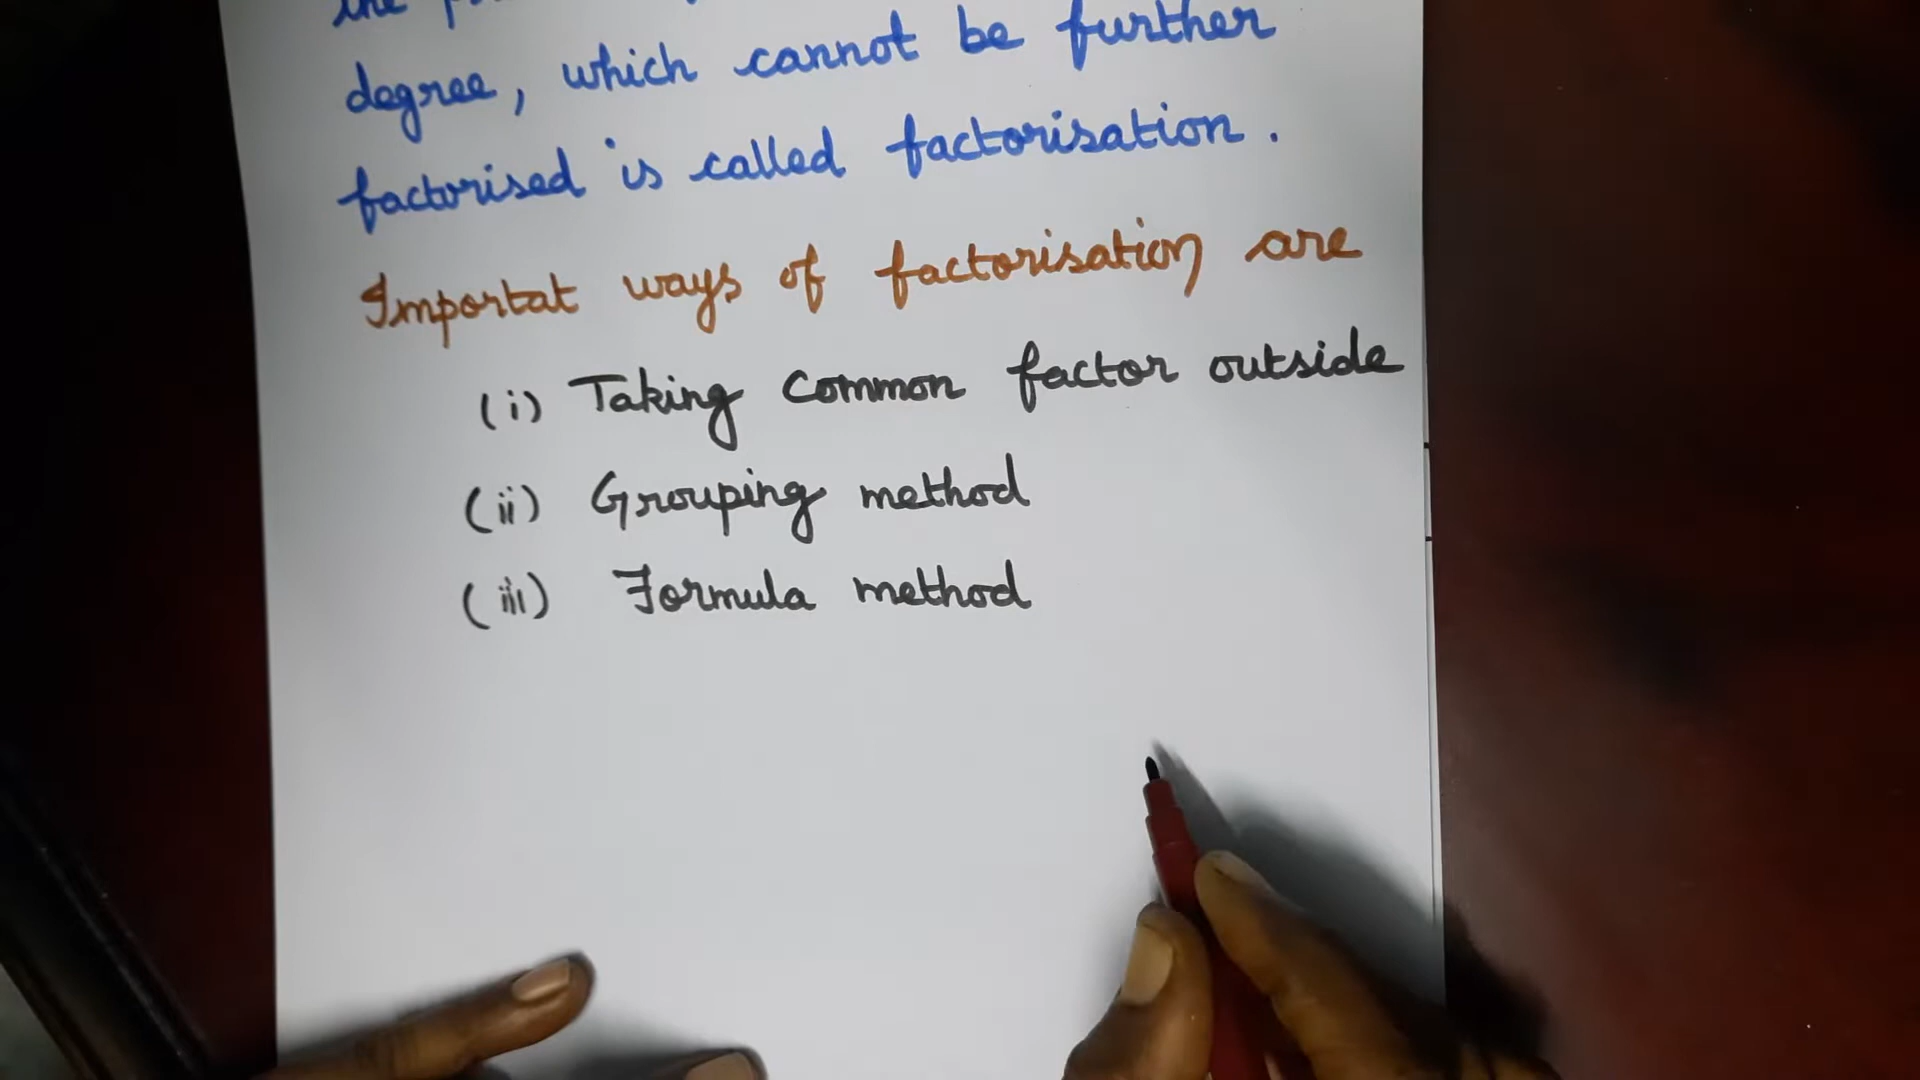 the
degree, which cannot be further
factorised is called factorisation.
Importat ways of factorisation are
(i) Taking Common factor outside
(ii) Grouping method
(iii) Formula method